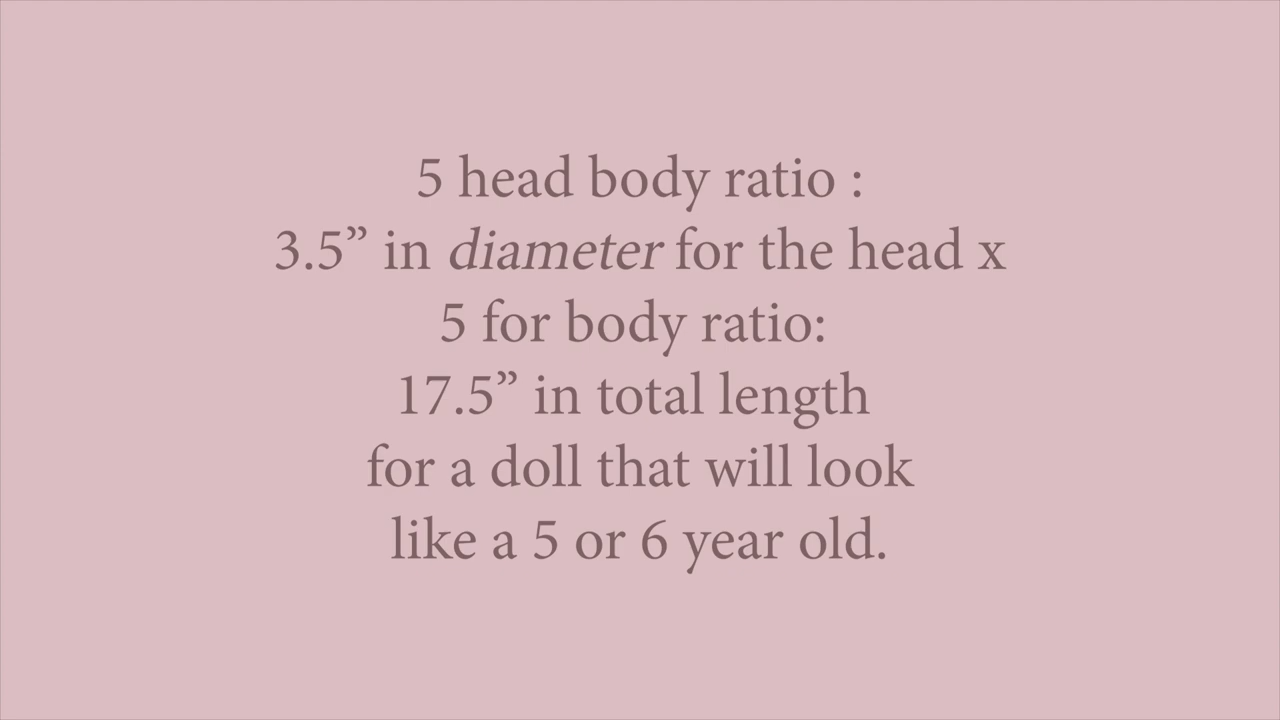 5 head body ratio :
3.5” in diameter for the head x
5 for body ratio:
17.5” in total length
for a doll that will look
like a 5 or 6 year old.